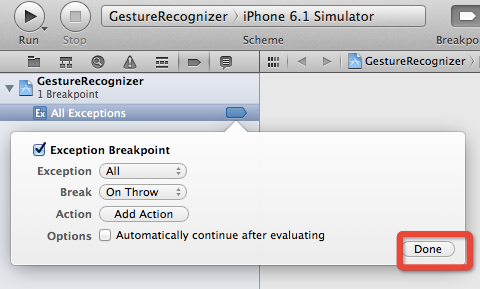 GestureRecognizer 〉iPhone 6.1 Simulator
Run Stop Scheme Breakpo
GestureRecognizer
1 Breakpoint
GestureRecognizer
Ex All Exceptions
Exception Breakpoint
Exception All
Break On Throw
Action Add Action
Options Automatically continue after evaluating
Done